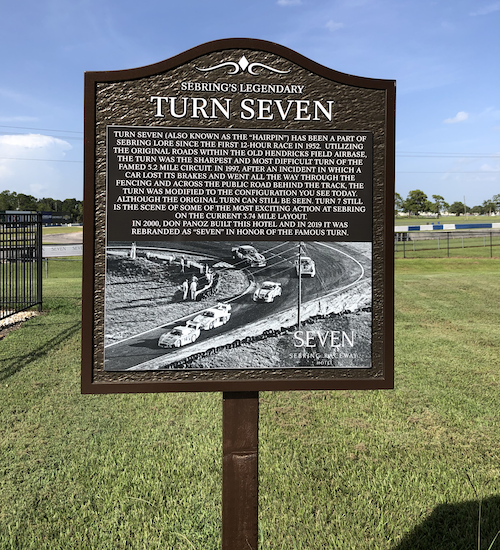 SEBRING'S LEGENDARY
TURN SEVEN
TURN SEVEN (ALSO KNOWN AS THE "HAIRPIN") HAS BEEN A PART OF
SEBRING LORE SINCE THE FIRST 12-HOUR RACE IN 1952. UTILIZING
THE ORIGINAL ROADS WITHIN THE OLD HENDRICKS FIELD AIRBASE,
THE TURN WAS THE SHARPEST AND MOST DIFFICULT TURN OF THE
FAMED 5.2 MILE CIRCUIT. IN 1997, AFTER AN INCIDENT IN WHICH A
CAR LOST ITS BRAKES AND WENT ALL THE WAY THROUGH THE
FENCING AND ACROSS THE PUBLIC ROAD BEHIND THE TRACK, THE
TURN WAS MODIFIED TO THE CONFIGURATION YOU SEE TODAY.
ALTHOUGH THE ORIGINAL TURN CAN STILL BE SEEN. TURN 7 STILL
IS THE SCENE OF SOME OF THE MOST EXCITING ACTION AT SEBRING
ON THE CURRENT 3.74 MILE LAYOUT.
IN 2000, DON PANOZ BUILT THIS HOTEL AND IN 2019 IT WAS
REBRANDED AS "SEVEN" IN HONOR OF THE FAMOUS TURN.
SEVEN
SEBRING RACEWAY
HOTEL